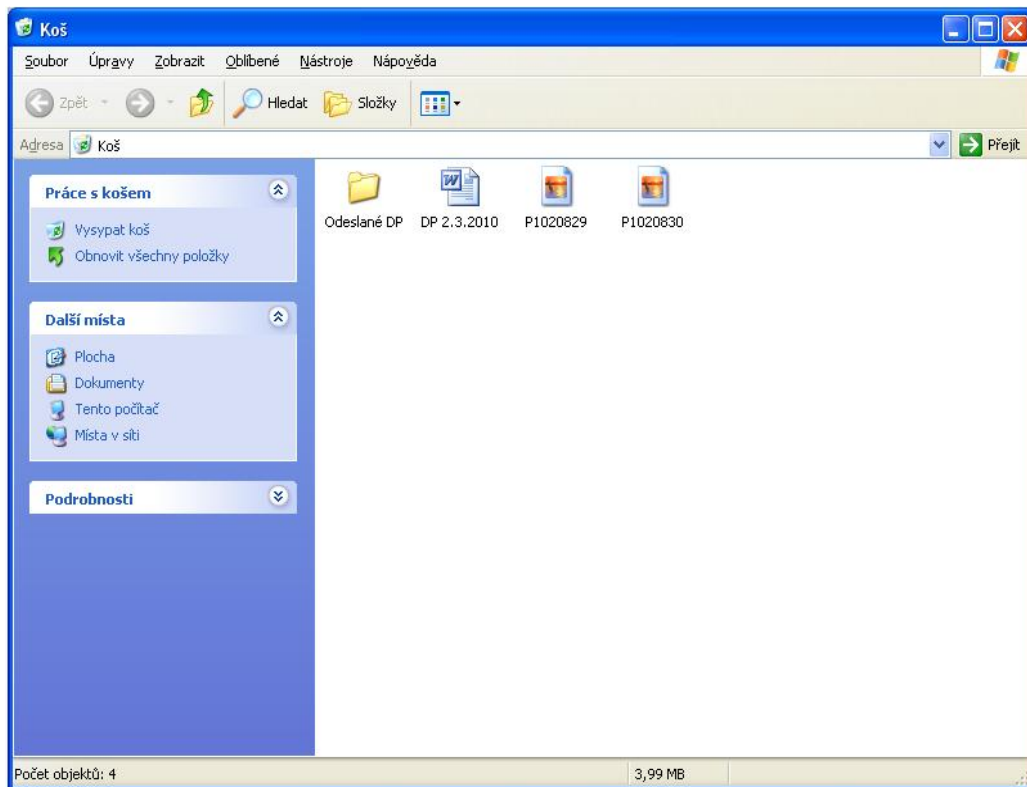 Koš
Soubor Úpravy Zobrazit Oblíbené Nástroje Nápověda
Zpět Hledat Složky
Adresa Koš Přejít
Práce s košem
Vysypat koš
Obnovit všechny položky
Další místa
Plocha
Dokumenty
Tento počítač
Místa v síti
Podrobnosti
Odeslané DP DP 2.3.2010 P1020829 P1020830
Počet objektů: 4 3,99 MB